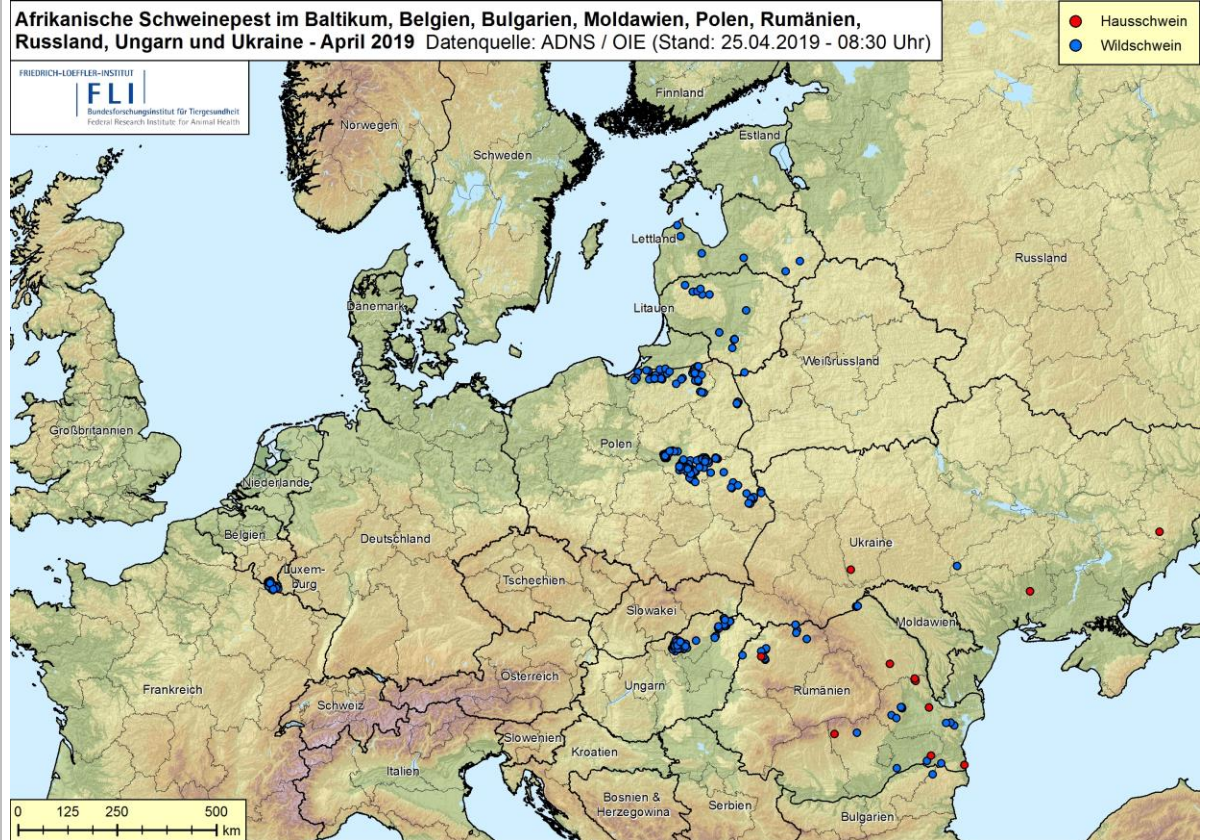 Afrikanische Schweinepest im Baltikum, Belgien, Bulgarien, Moldawien, Polen, Rumänien,
Russland, Ungarn und Ukraine - April 2019 Datenquelle: ADNS / OIE (Stand: 25.04.2019 - 08:30 Uhr)
Hausschwein
Wildschwein
FRIEDRICH-LOEFFLER-INSTITUT
FLI
Bundesforschungsinstitut für Tiergesundheit
Federal Research Institute for Animal Health
Finnland
Norwegen
Estland
Schweden
Lettland
Russland
Dänemark
Litauen
Weißrussland
Großbritannien
Polen
Niederlande
Belgien
Deutschland
Ukraine
Luxem-
burg
Tschechien
Slowakei
Moldawien
Österreich
Frankreich
Ungarn
Rumänien
Schweiz
Slowenien
Kroatien
Italien
Bosnien &
Herzegowina
Serbien
Bulgarien
0 125 250 500
km